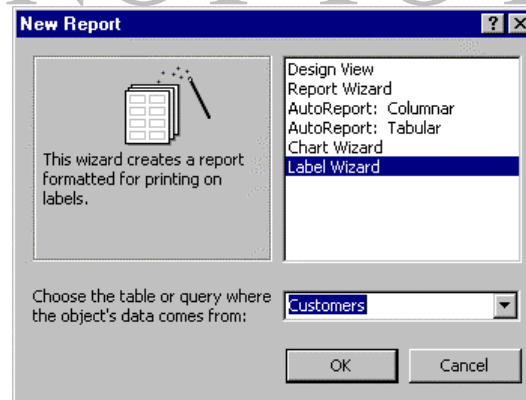 New Report
Design View
Report Wizard
AutoReport: Columnar
AutoReport: Tabular
Chart Wizard
Label Wizard
This wizard creates a report
formatted for printing on
labels.
Choose the table or query where
the object's data comes from:
Customers
OK
Cancel